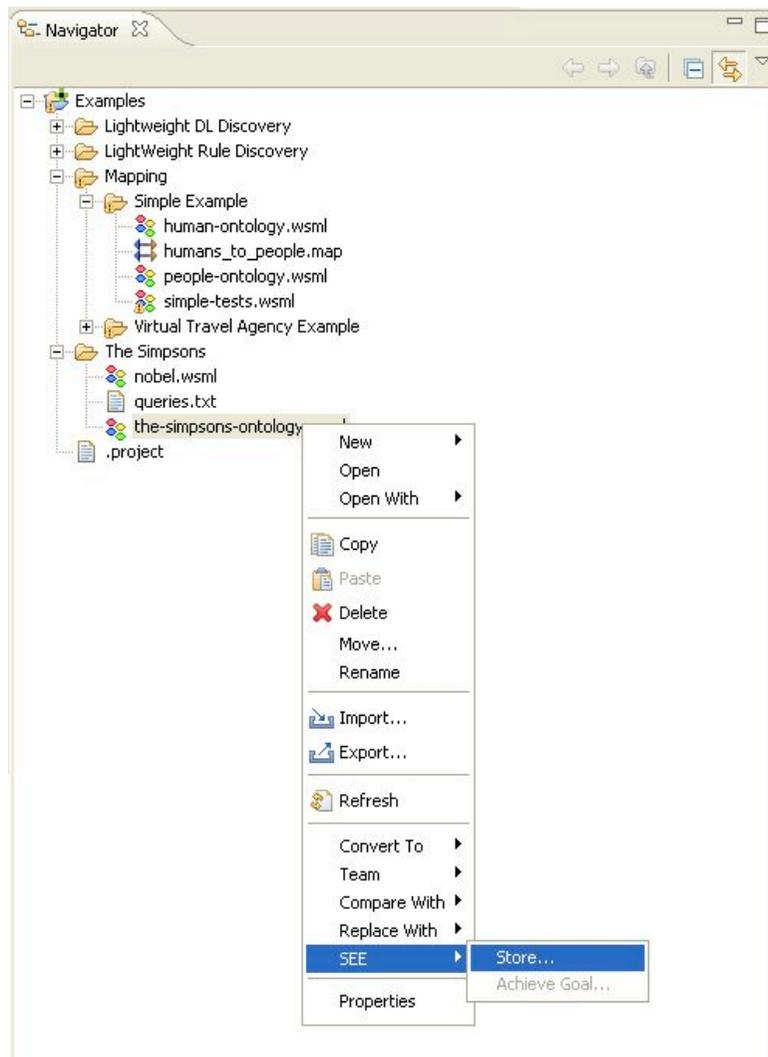 Navigator
Examples
Lightweight DL Discovery
LightWeight Rule Discovery
Mapping
Simple Example
human-ontology.wsml
humans_to_people.map
people-ontology.wsml
simple-tests.wsml
Virtual Travel Agency Example
The Simpsons
nobel.wsml
queries.txt
the-simpsons-ontology
.project
New
Open
Open With
Copy
Paste
Delete
Move...
Rename
Import...
Export...
Refresh
Convert To
Team
Compare With
Replace With
SEE
Store...
Achieve Goal...
Properties